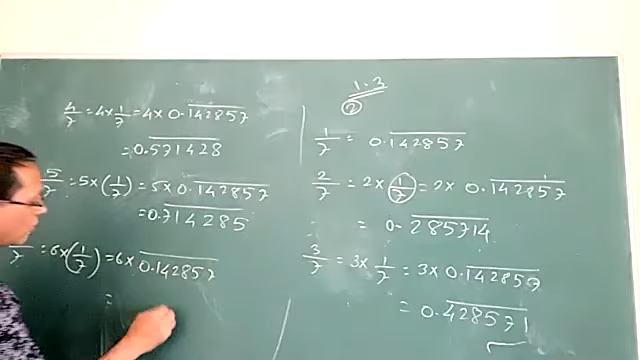 1.3
②
1/7 = 0.142857
2/7 = 2×(1/7) = 2× 0.142857
= 0.285714
3/7 = 3×1/7 = 3×0.142857
= 0.428571
4/7 = 4×1/7 = 4×0.142857
= 0.571428
5/7 = 5×(1/7) = 5×0.142857
= 0.714285
/7 = 6×(1/7) = 6× 0.142857
=